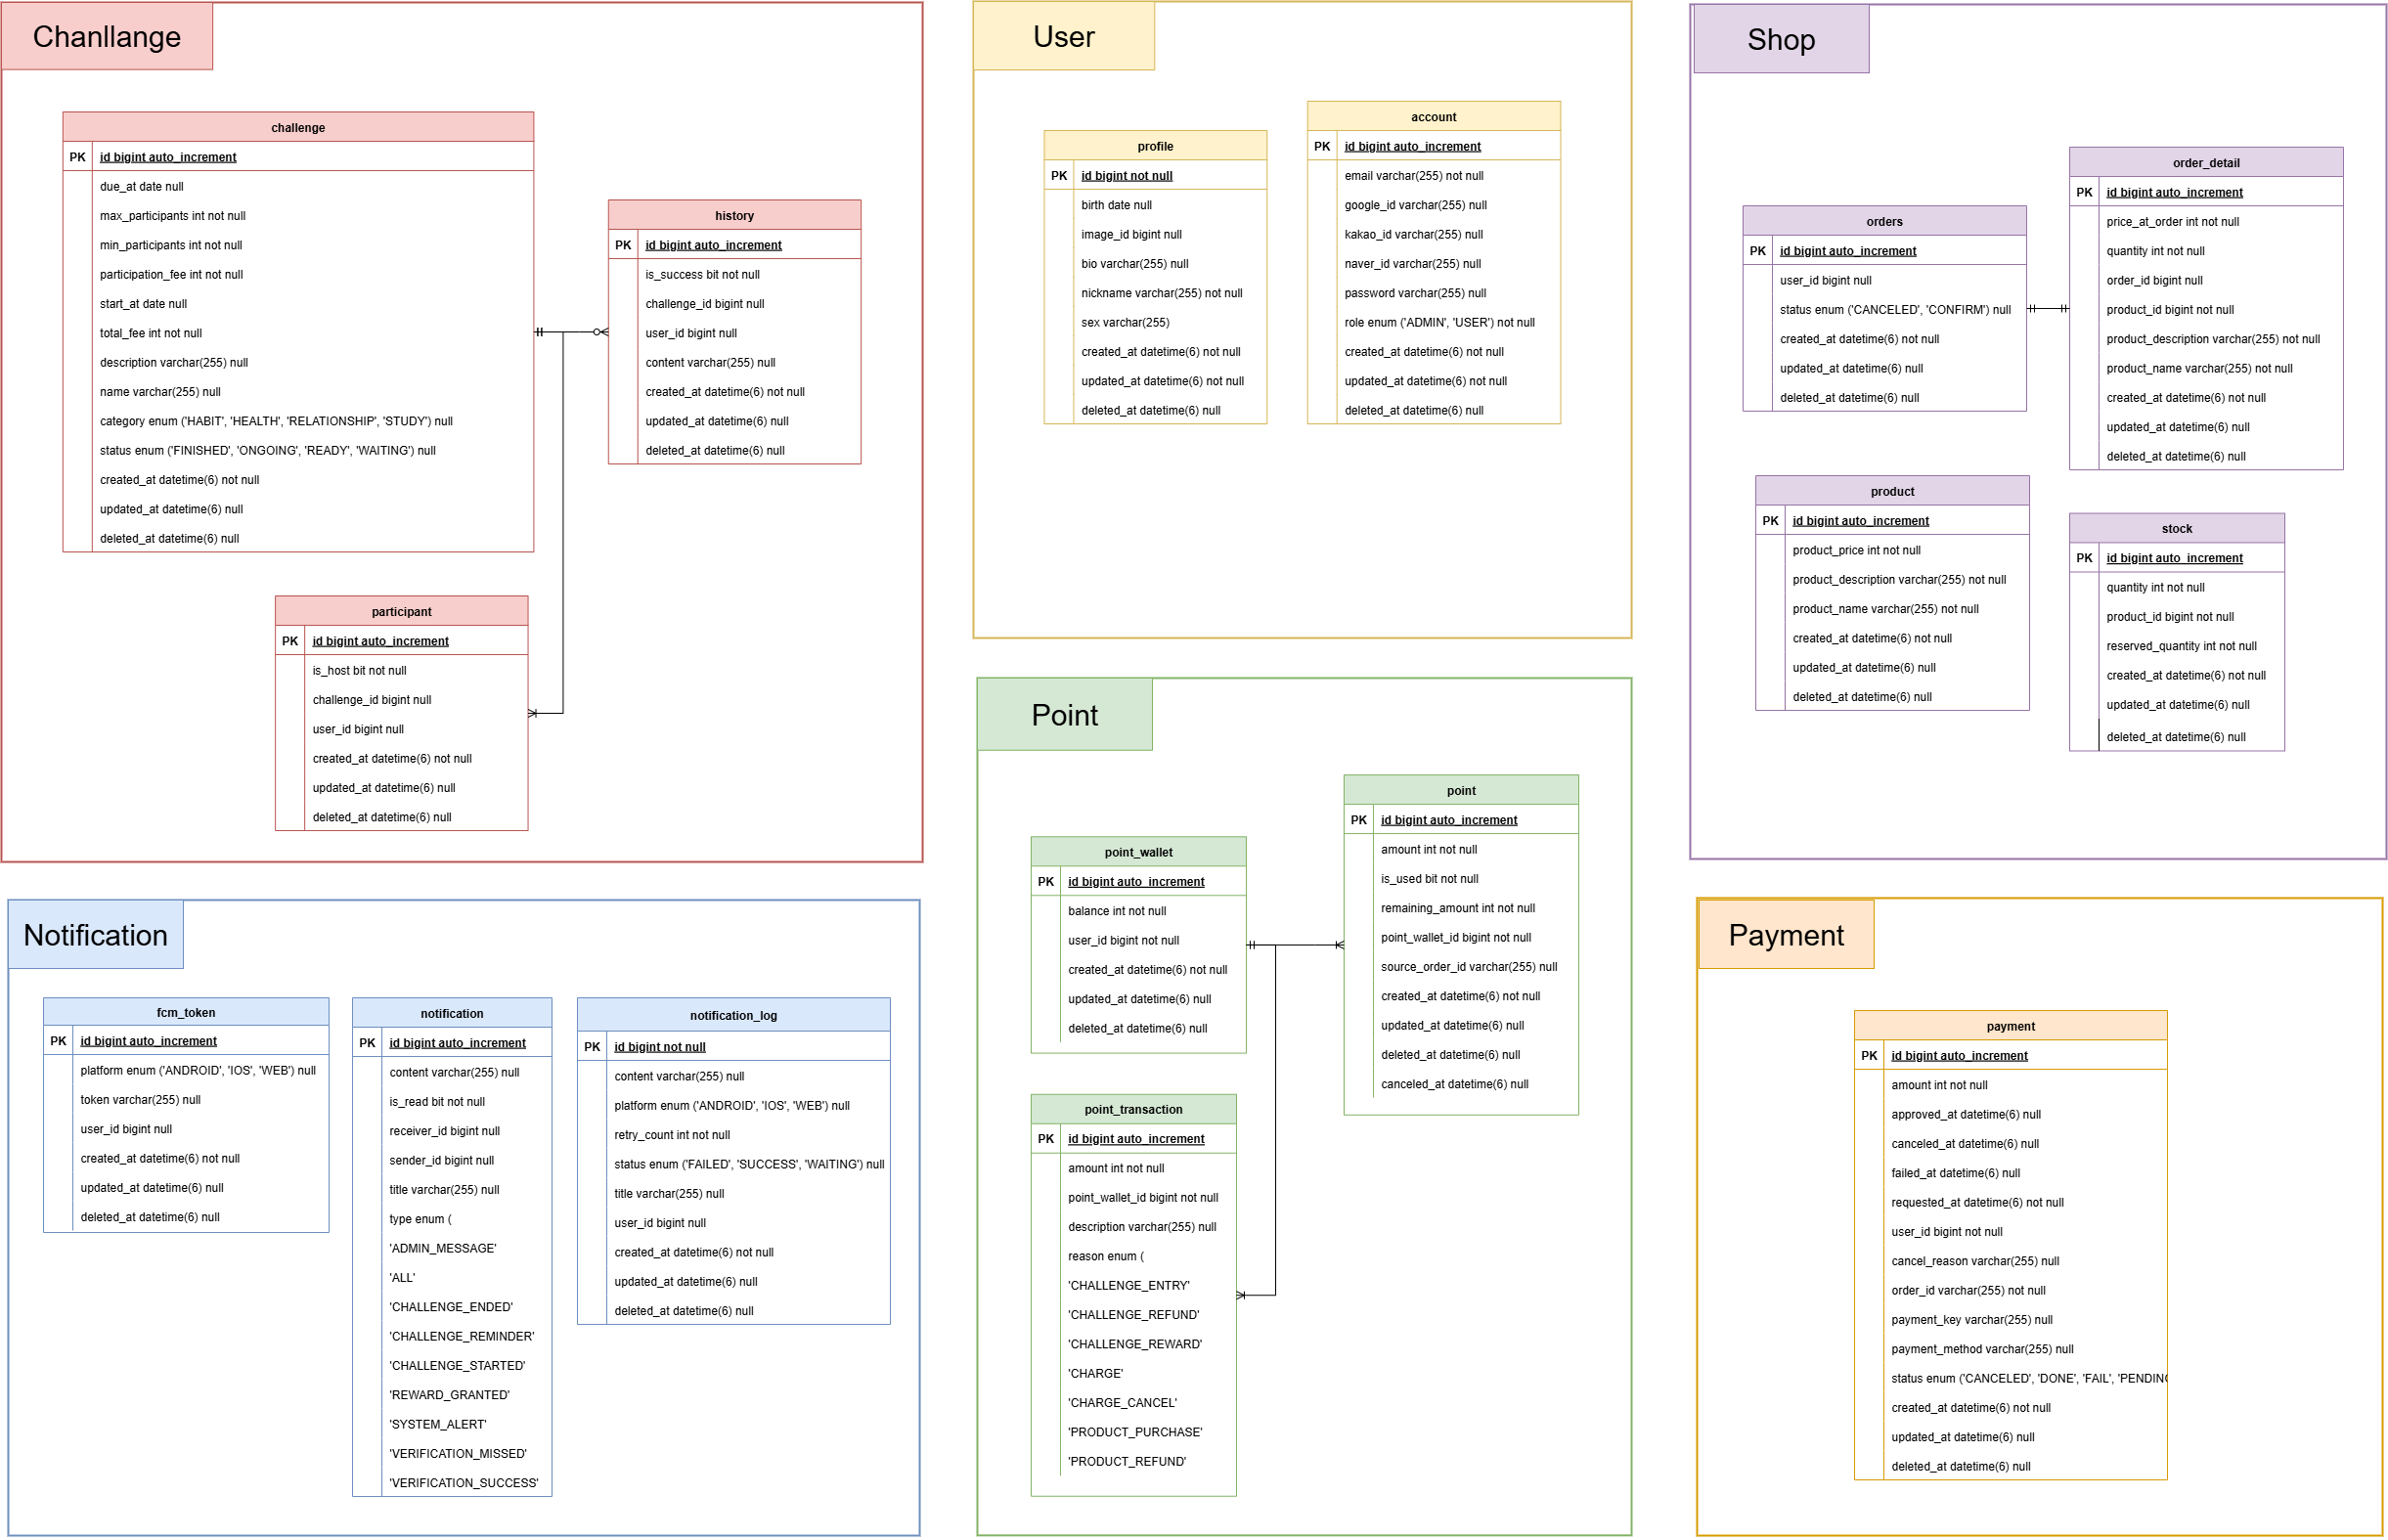 Chanllange
challenge
PK id bigint auto_increment
due_at date null
max_participants int not null
min_participants int not null
participation_fee int not null
start_at date null
total_fee int not null
description varchar(255) null
name varchar(255) null
category enum ('HABIT', 'HEALTH', 'RELATIONSHIP', 'STUDY') null
status enum ('FINISHED', 'ONGOING', 'READY', 'WAITING') null
created_at datetime(6) not null
updated_at datetime(6) null
deleted_at datetime(6) null
history
PK id bigint auto_increment
is_success bit not null
challenge_id bigint null
user_id bigint null
content varchar(255) null
created_at datetime(6) not null
updated_at datetime(6) null
deleted_at datetime(6) null
participant
PK id bigint auto_increment
is_host bit not null
challenge_id bigint null
user_id bigint null
created_at datetime(6) not null
updated_at datetime(6) null
deleted_at datetime(6) null
User
profile
PK id bigint not null
birth date null
image_id bigint null
bio varchar(255) null
nickname varchar(255) not null
sex varchar(255)
created_at datetime(6) not null
updated_at datetime(6) not null
deleted_at datetime(6) null
account
PK id bigint auto_increment
email varchar(255) not null
google_id varchar(255) null
kakao_id varchar(255) null
naver_id varchar(255) null
password varchar(255) null
role enum ('ADMIN', 'USER') not null
created_at datetime(6) not null
updated_at datetime(6) not null
deleted_at datetime(6) null
Shop
orders
PK id bigint auto_increment
user_id bigint null
status enum ('CANCELED', 'CONFIRM') null
created_at datetime(6) not null
updated_at datetime(6) null
deleted_at datetime(6) null
order_detail
PK id bigint auto_increment
price_at_order int not null
quantity int not null
order_id bigint null
product_id bigint not null
product_description varchar(255) not null
product_name varchar(255) not null
created_at datetime(6) not null
updated_at datetime(6) null
deleted_at datetime(6) null
product
PK id bigint auto_increment
product_price int not null
product_description varchar(255) not null
product_name varchar(255) not null
created_at datetime(6) not null
updated_at datetime(6) null
deleted_at datetime(6) null
stock
PK id bigint auto_increment
quantity int not null
product_id bigint not null
reserved_quantity int not null
created_at datetime(6) not null
updated_at datetime(6) null
deleted_at datetime(6) null
Notification
fcm_token
PK id bigint auto_increment
platform enum ('ANDROID', 'IOS', 'WEB') null
token varchar(255) null
user_id bigint null
created_at datetime(6) not null
updated_at datetime(6) null
deleted_at datetime(6) null
notification
PK id bigint auto_increment
content varchar(255) null
is_read bit not null
receiver_id bigint null
sender_id bigint null
title varchar(255) null
type enum (
'ADMIN_MESSAGE'
'ALL'
'CHALLENGE_ENDED'
'CHALLENGE_REMINDER'
'CHALLENGE_STARTED'
'REWARD_GRANTED'
'SYSTEM_ALERT'
'VERIFICATION_MISSED'
'VERIFICATION_SUCCESS'
notification_log
PK id bigint not null
content varchar(255) null
platform enum ('ANDROID', 'IOS', 'WEB') null
retry_count int not null
status enum ('FAILED', 'SUCCESS', 'WAITING') null
title varchar(255) null
user_id bigint null
created_at datetime(6) not null
updated_at datetime(6) null
deleted_at datetime(6) null
Point
point_wallet
PK id bigint auto_increment
balance int not null
user_id bigint not null
created_at datetime(6) not null
updated_at datetime(6) null
deleted_at datetime(6) null
point
PK id bigint auto_increment
amount int not null
is_used bit not null
remaining_amount int not null
point_wallet_id bigint not null
source_order_id varchar(255) null
created_at datetime(6) not null
updated_at datetime(6) null
deleted_at datetime(6) null
canceled_at datetime(6) null
point_transaction
PK id bigint auto_increment
amount int not null
point_wallet_id bigint not null
description varchar(255) null
reason enum (
'CHALLENGE_ENTRY'
'CHALLENGE_REFUND'
'CHALLENGE_REWARD'
'CHARGE'
'CHARGE_CANCEL'
'PRODUCT_PURCHASE'
'PRODUCT_REFUND'
Payment
payment
PK id bigint auto_increment
amount int not null
approved_at datetime(6) null
canceled_at datetime(6) null
failed_at datetime(6) null
requested_at datetime(6) not null
user_id bigint not null
cancel_reason varchar(255) null
order_id varchar(255) not null
payment_key varchar(255) null
payment_method varchar(255) null
status enum ('CANCELED', 'DONE', 'FAIL', 'PENDIN
created_at datetime(6) not null
updated_at datetime(6) null
deleted_at datetime(6) null